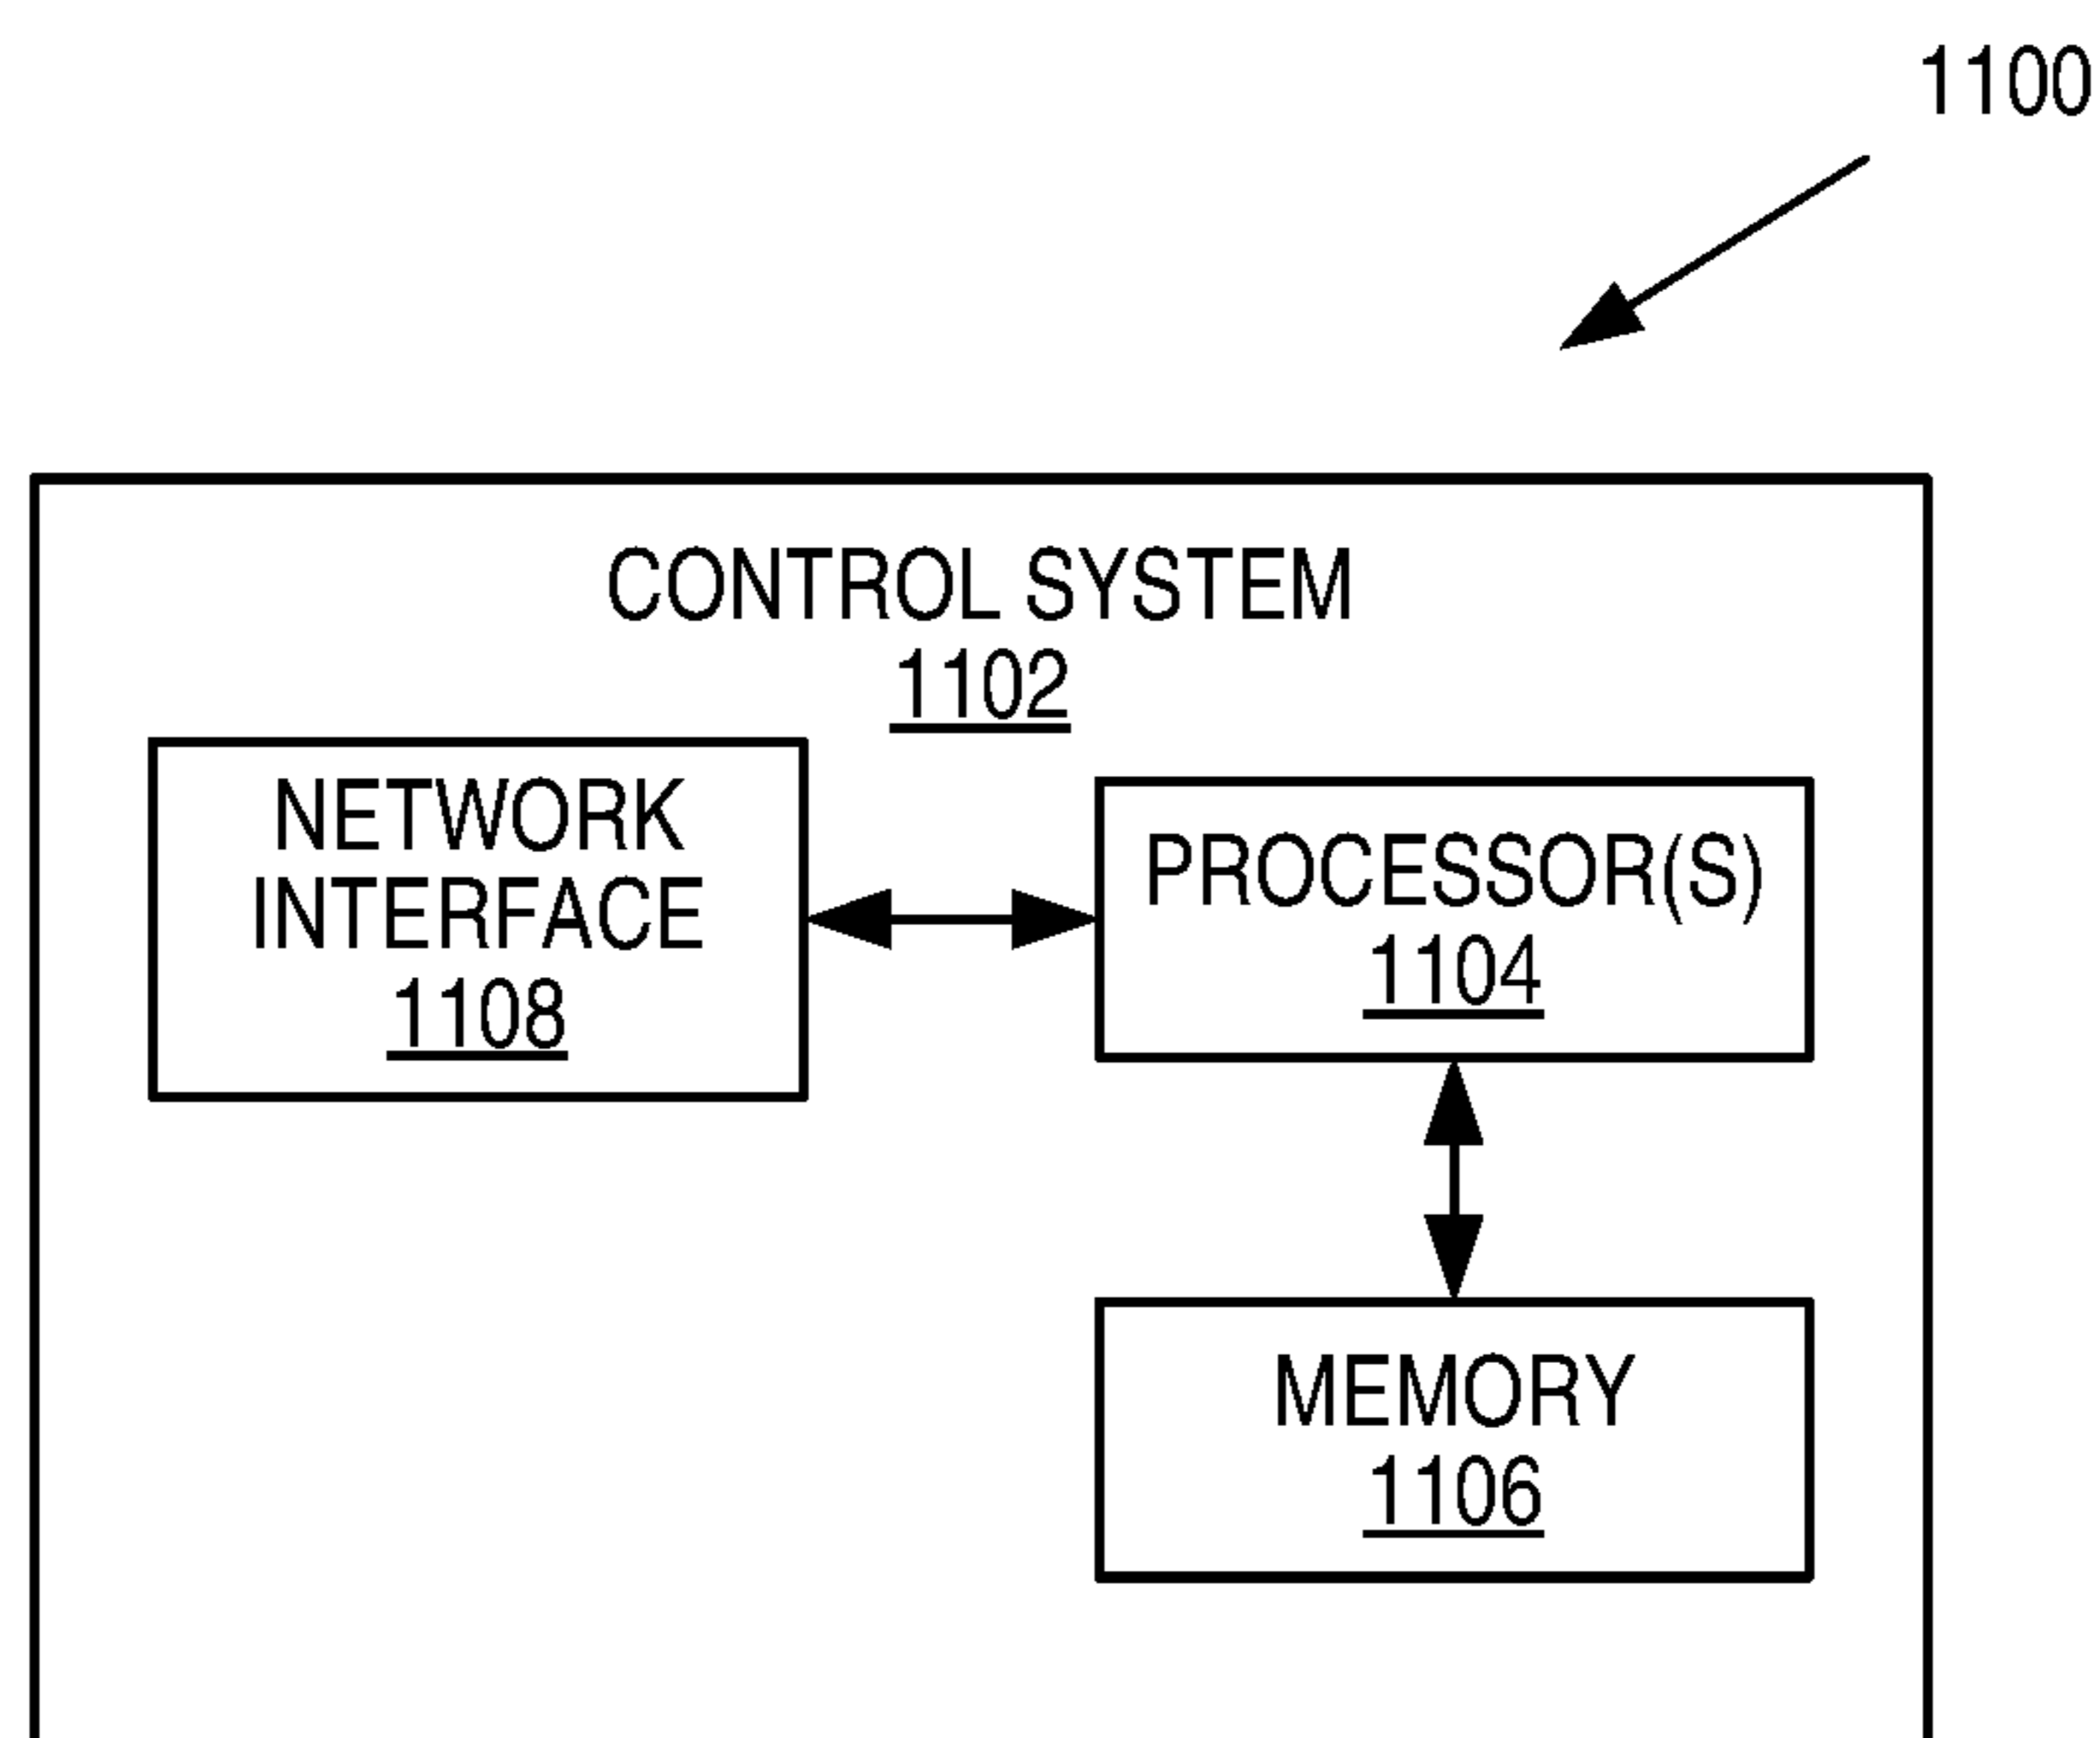 1100
CONTROL SYSTEM
1102
NETWORK
INTERFACE
1108
PROCESSOR(S)
1104
MEMORY
1106